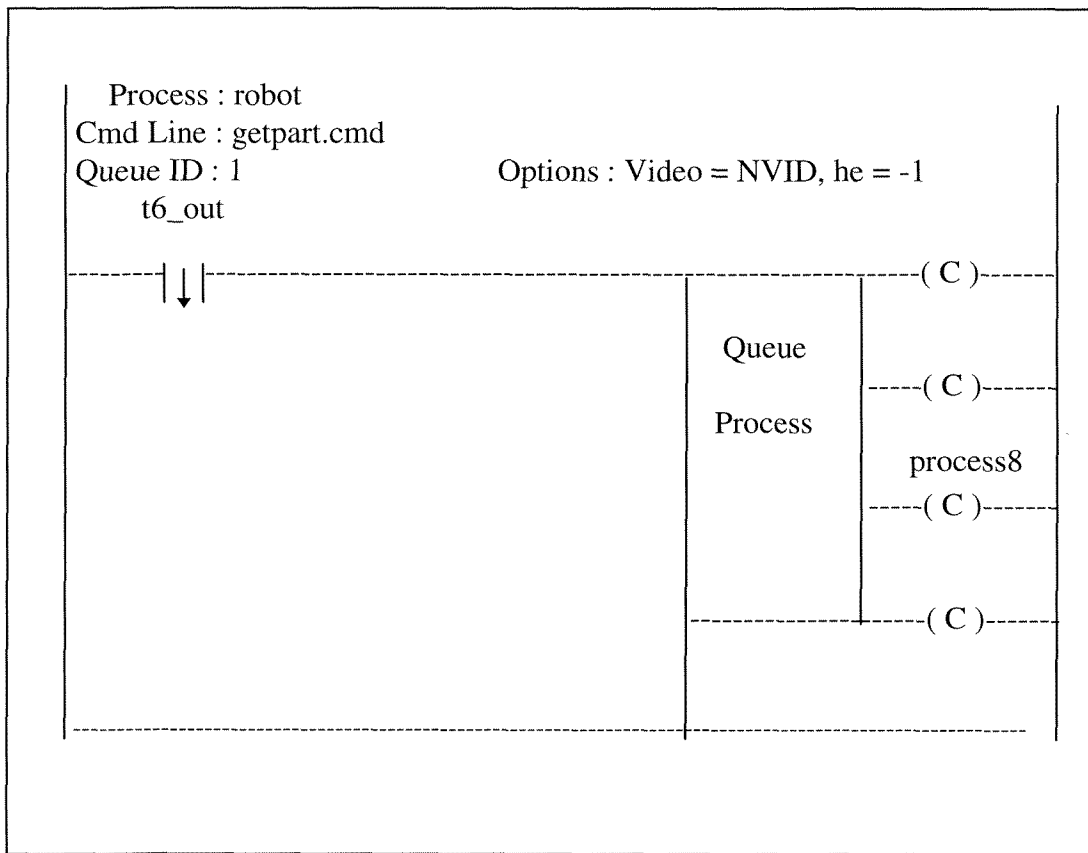 Process : robot
Cmd Line : getpart.cmd
Queue ID : 1 Options : Video = NVID, he = -1
t6_out
( C )
Queue
( C )
Process
process8
( C )
( C )